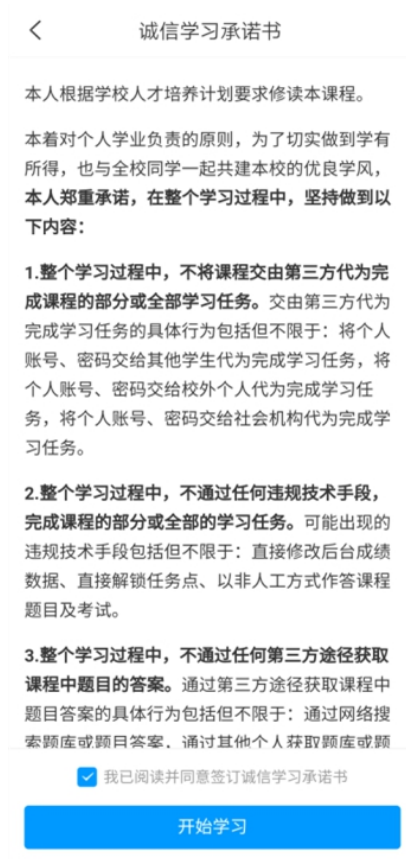 诚信学习承诺书
本人根据学校人才培养计划要求修读本课程。
本着对个人学业负责的原则，为了切实做到学有
所得，也与全校同学一起共建本校的优良学风，
本人郑重承诺，在整个学习过程中，坚持做到以
下内容：
1.整个学习过程中，不将课程交由第三方代为完
成课程的部分或全部学习任务。交由第三方代为
完成学习任务的具体行为包括但不限于：将个人
账号、密码交给其他学生代为完成学习任务，将
个人账号、密码交给校外个人代为完成学习任
务，将个人账号、密码交给社会机构代为完成学
习任务。
2.整个学习过程中，不通过任何违规技术手段，
完成课程的部分或全部的学习任务。可能出现的
违规技术手段包括但不限于：直接修改后台成绩
数据、直接解锁任务点、以非人工方式作答课程
题目及考试。
3.整个学习过程中，不通过任何第三方途径获取
课程中题目的答案。通过第三方途径获取课程中
题目答案的具体行为包括但不限于：通过网络搜
索题库或题目答案，通过其他个人获取题库或题
我已阅读并同意签订诚信学习承诺书
开始学习